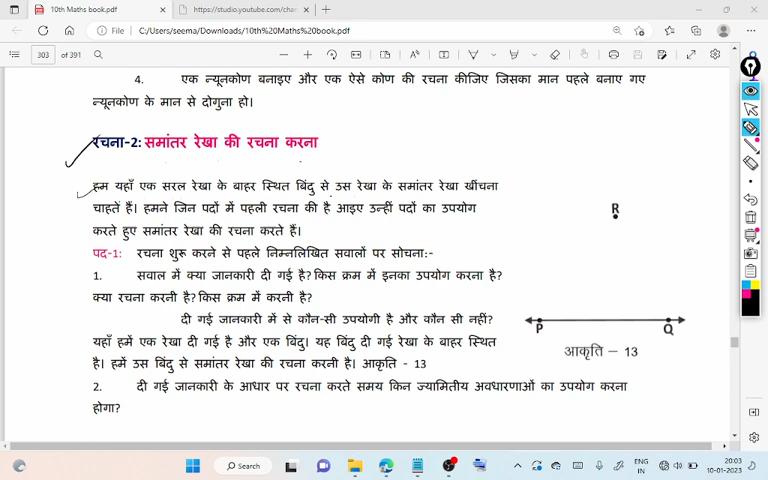 10th Maths book.pdf
https://studio.youtube.com/chan
File
C:/Users/seema/Downloads/10th%20Maths%20book.pdf
303 of 391
4. एक न्यूनकोण बनाइए और एक ऐसे कोण की रचना कीजिए जिसका मान पहले बनाए गए
न्यूनकोण के मान से दोगुना हो।
रचना-2: समांतर रेखा की रचना करना
हम यहाँ एक सरल रेखा के बाहर स्थित बिंदु से उस रेखा के समांतर रेखा खींचना
चाहते हैं। हमने जिन पदों में पहली रचना की है आइए उन्हीं पदों का उपयोग
करते हुए समांतर रेखा की रचना करते हैं।
पद-1: रचना शुरू करने से पहले निम्नलिखित सवालों पर सोचना:-
1. सवाल में क्या जानकारी दी गई है? किस क्रम में इनका उपयोग करना है?
क्या रचना करनी है? किस क्रम में करनी है?
दी गई जानकारी में से कौन-सी उपयोगी है और कौन सी नहीं?
यहाँ हमें एक रेखा दी गई है और एक बिंदु। यह बिंदु दी गई रेखा के बाहर स्थित
है। हमें उस बिंदु से समांतर रेखा की रचना करनी है। आकृति - 13
2. दी गई जानकारी के आधार पर रचना करते समय किन ज्यामितीय अवधारणाओं का उपयोग करना
होगा?
R
P Q
आकृति – 13
Search
ENG
IN
20:03
10-01-2023